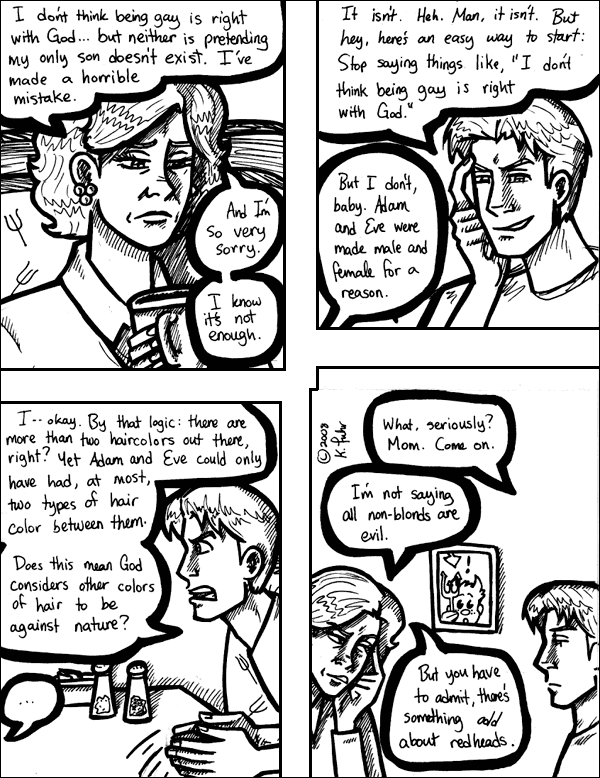 I don't think being gay is right
with God... but neither is pretending
my only son doesn't exist. I've
made a horrible
mistake.
And I'm
so very
sorry.
I know
it's not
enough.
It isn't. Heh. Man, it isn't. But
hey, here's an easy way to start:
Stop saying things like, "I don't
think being gay is right
with God."
But I don't,
baby. Adam
and Eve were
made male and
female for a
reason.
I -- okay. By that logic: there are
more than two haircolors out there,
right? Yet Adam and Eve could only
have had, at most,
two types of hair
color between them.
Does this mean God
considers other colors
of hair to be
against nature?
...
©2008
K. Fuhr
What, seriously?
Mom. Come on.
I'm not saying
all non-blonds are
evil.
But you have
to admit, there's
something odd
about redheads.